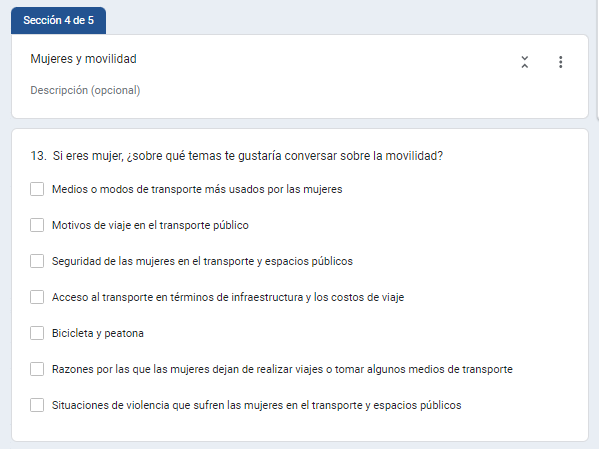 Sección 4 de 5
Mujeres y movilidad
Descripción (opcional)
13. Si eres mujer, ¿sobre qué temas te gustaría conversar sobre la movilidad?
Medios o modos de transporte más usados por las mujeres
Motivos de viaje en el transporte público
Seguridad de las mujeres en el transporte y espacios públicos
Acceso al transporte en términos de infraestructura y los costos de viaje
Bicicleta y peatona
Razones por las que las mujeres dejan de realizar viajes o tomar algunos medios de transporte
Situaciones de violencia que sufren las mujeres en el transporte y espacios públicos